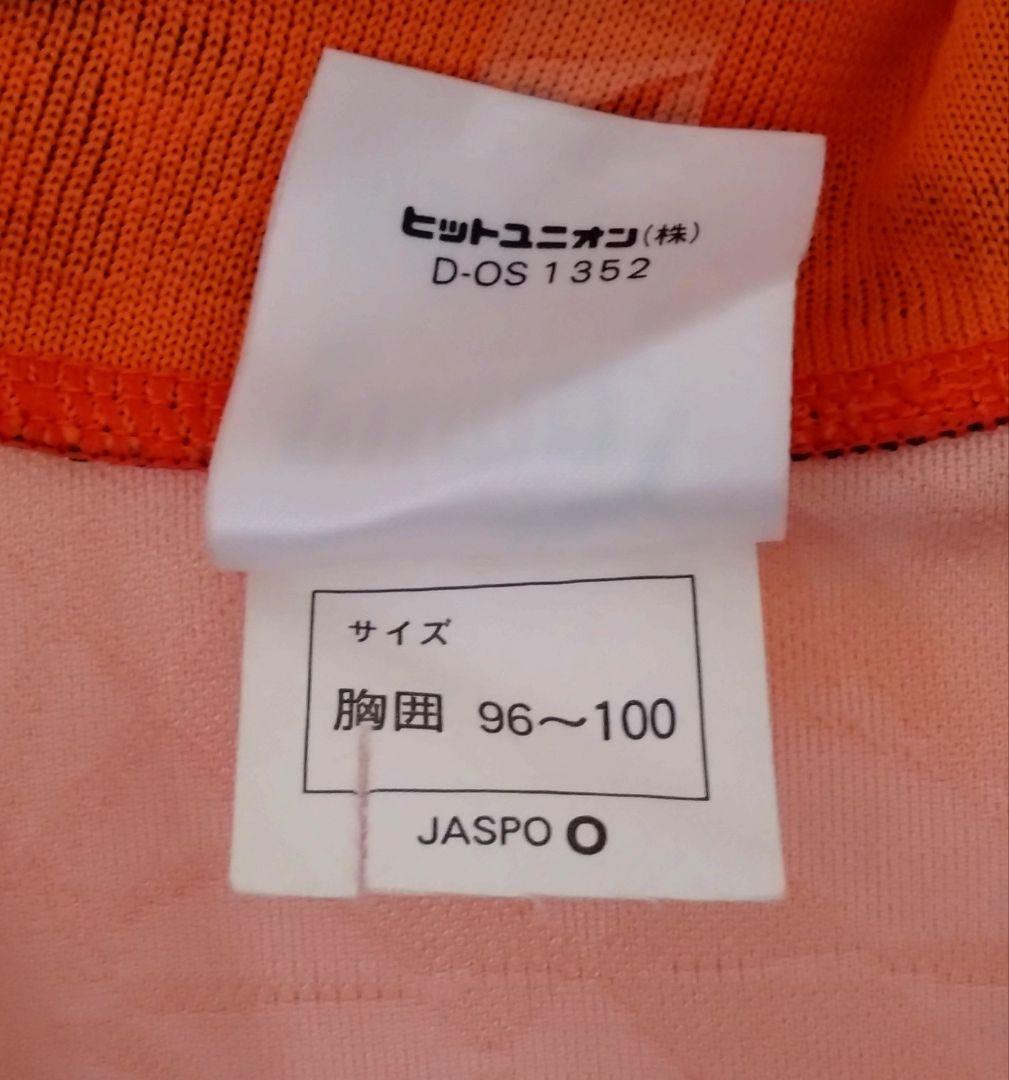 ヒットユニオン(株)
D-OS 1352
サイズ
胸囲 96～100
JASPO O